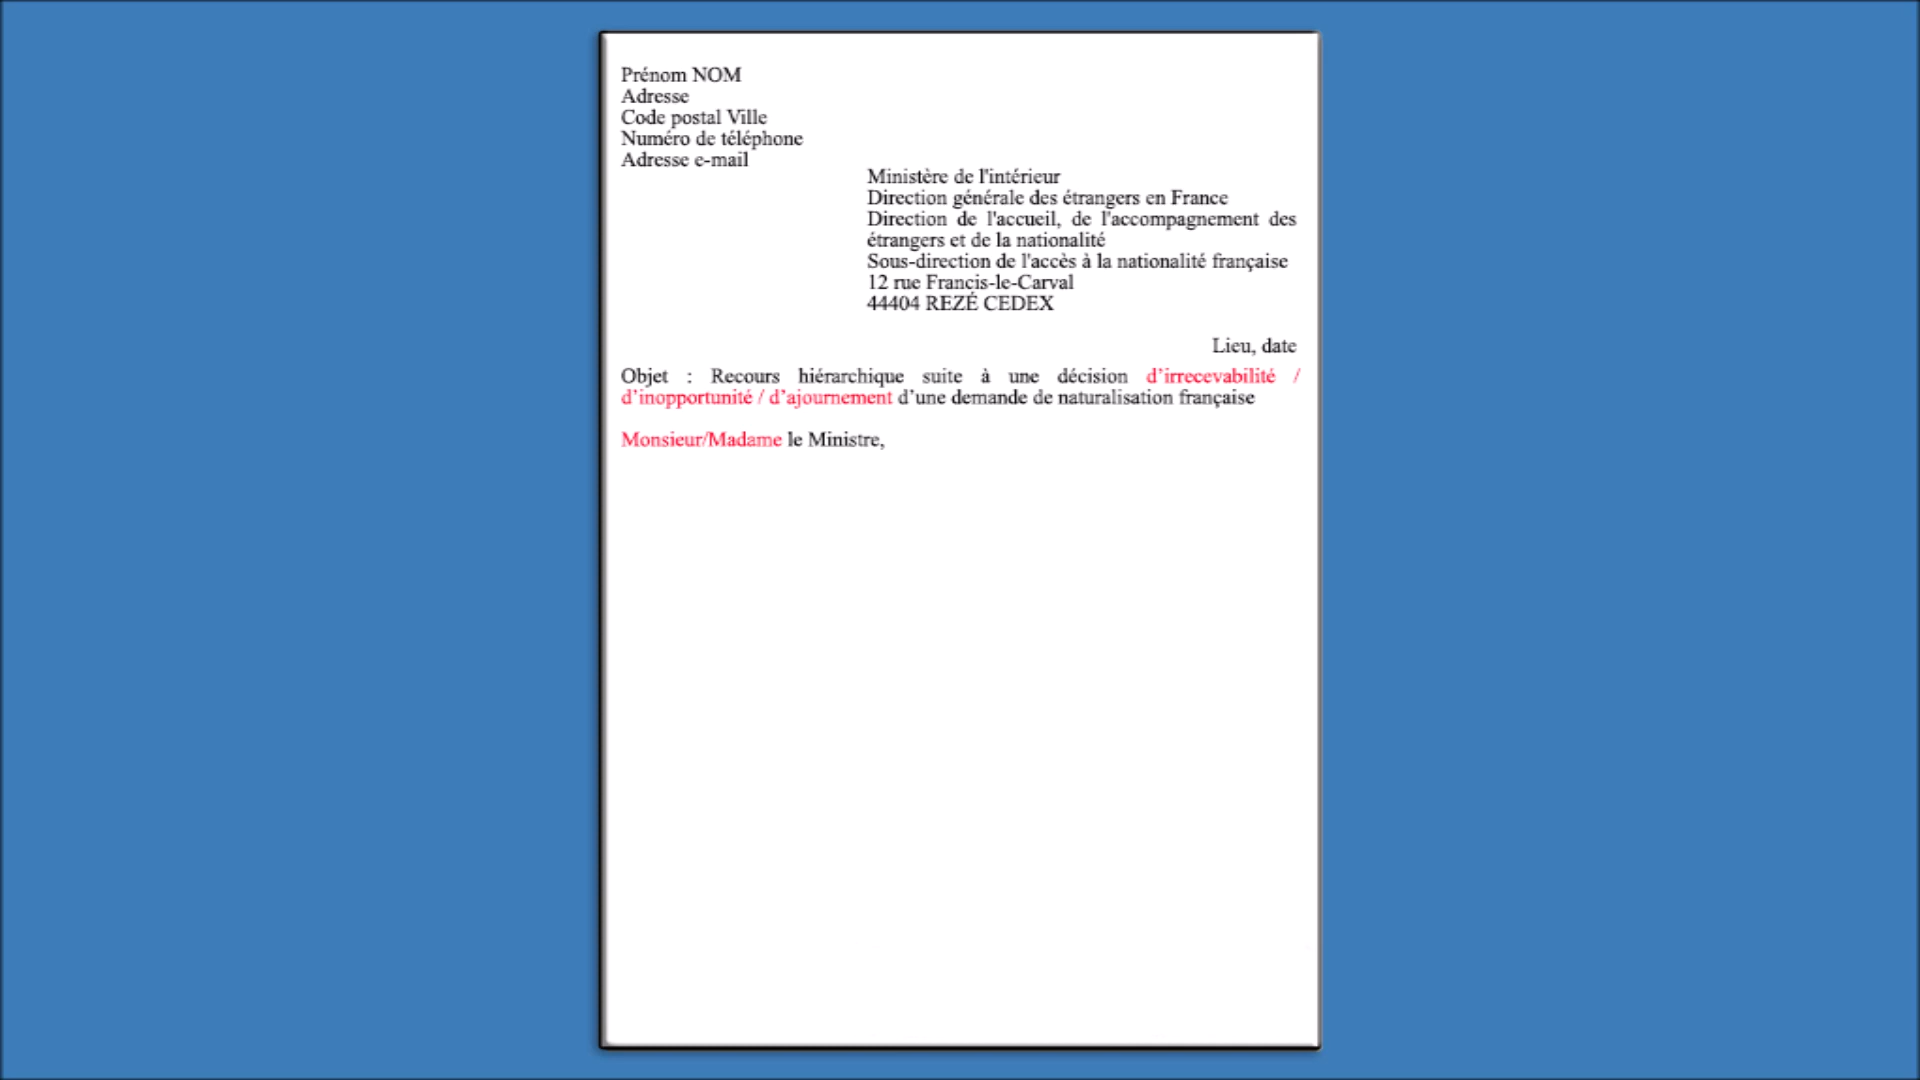 Prénom NOM
Adresse
Code postal Ville
Numéro de téléphone
Adresse e-mail
Ministère de l'intérieur
Direction générale des étrangers en France
Direction de l'accueil, de l'accompagnement des
étrangers et de la nationalité
Sous-direction de l'accès à la nationalité française
12 rue Francis-le-Carval
44404 REZÉ CEDEX
Lieu, date
Objet : Recours hiérarchique suite à une décision d’irrecevabilité /
d’inopportunité / d’ajournement d’une demande de naturalisation française
Monsieur/Madame le Ministre,